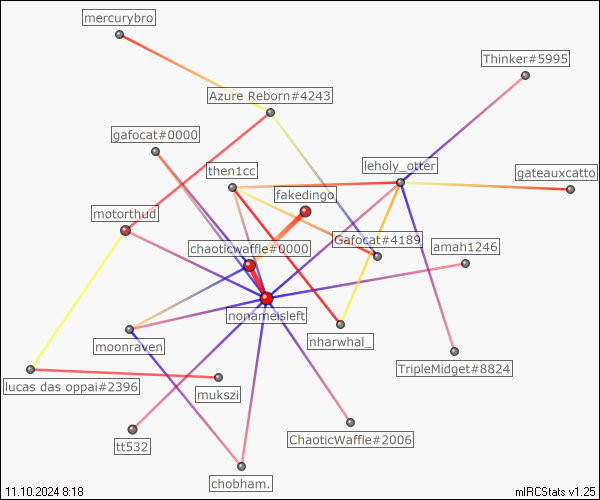 mercurybro
Thinker#5995
Azure Reborn#4243
gafocat#0000
leholy_otter
then1cc
gateauxcatto
fakedingo
motorthud
Gafocat#4189
chaoticwaffle#0000
amah1246
nonameisleft
nharwhal_
moonraven
TripleMidget#8824
lucas das oppai#2396
mukszi
ChaoticWaffle#2006
tt532
chobham.
11.10.2024 8:18
mIRCStats v1.25